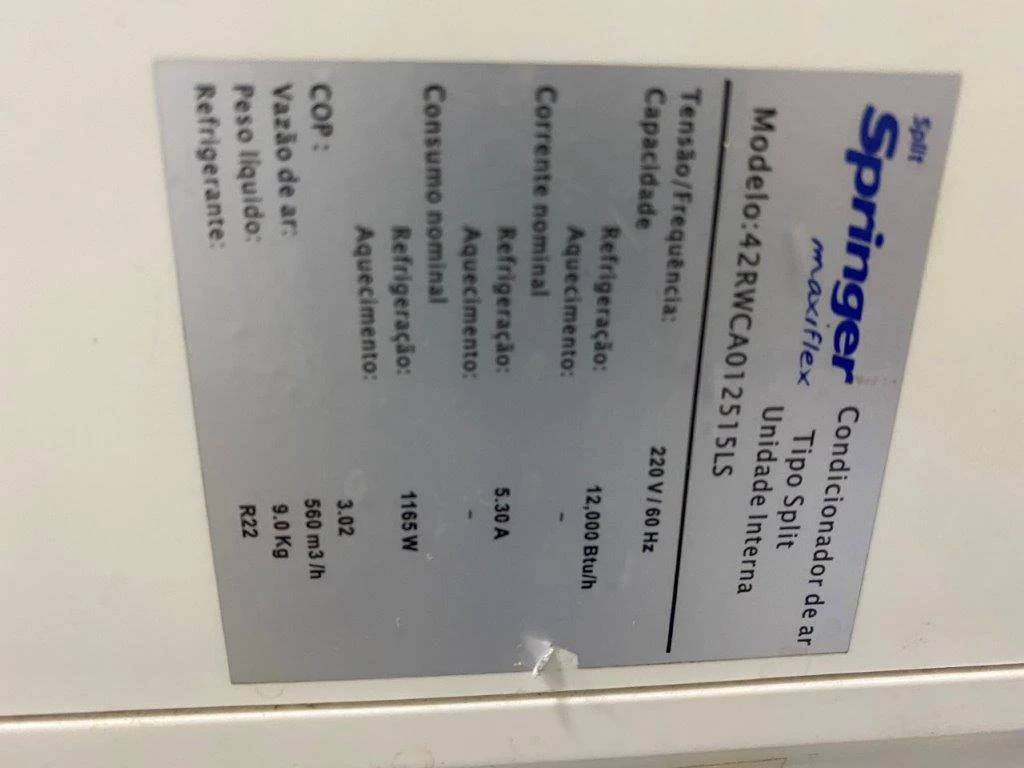 Split
Springer
maxiflex
Condicionador de ar
Tipo Split
Unidade Interna
Modelo:42RWCA012515LS
Tensão/Frequência: 220 V / 60 Hz
Capacidade
Refrigeração: 12,000 Btu/h
Aquecimento: -
Corrente nominal
Refrigeração: 5.30 A
Aquecimento: -
Consumo nominal
Refrigeração: 1165 W
Aquecimento:
COP: 3.02
Vazão de ar: 560 m3 /h
Peso líquido: 9.0 Kg
Refrigerante: R22